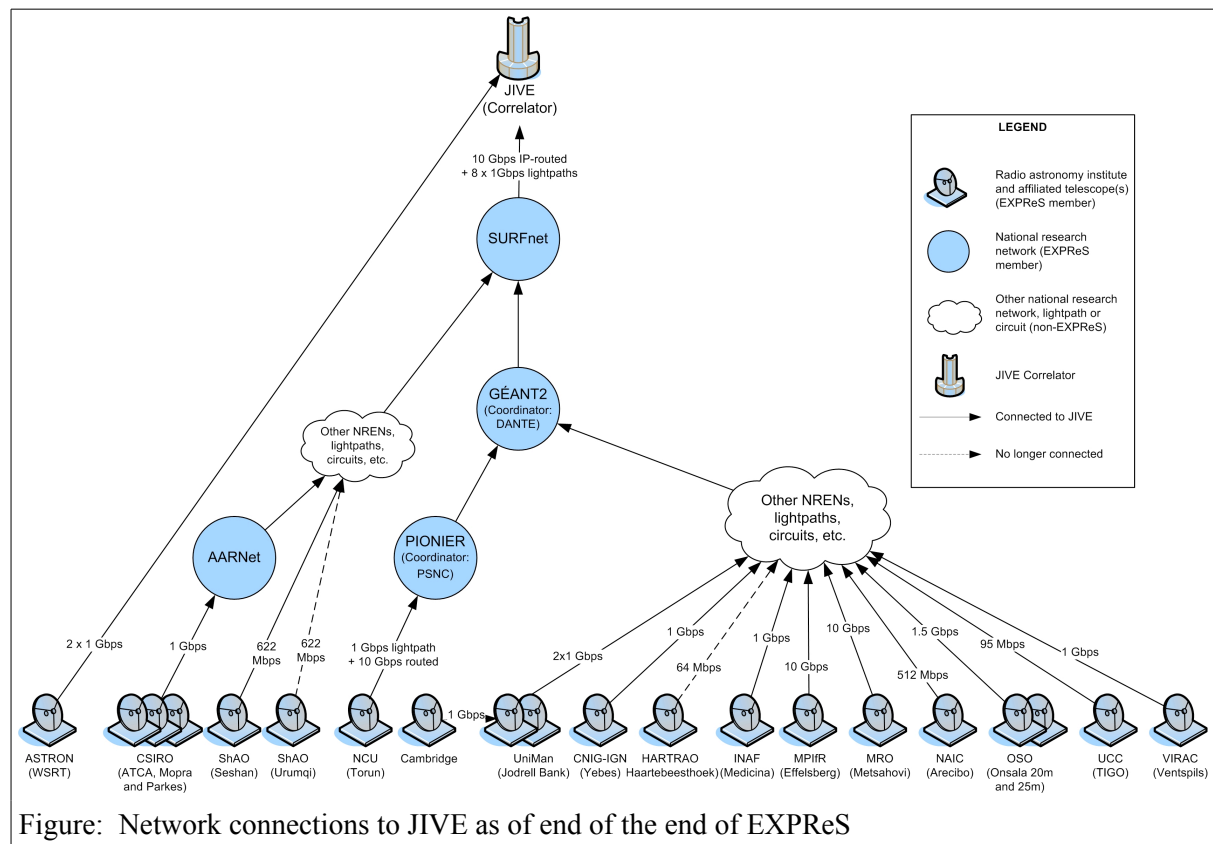 JIVE
(Correlator)
10 Gbps IP-routed
+ 8 x 1Gbps lightpaths
SURFnet
GÉANT2
(Coordinator:
DANTE)
Other NRENs,
lightpaths,
circuits, etc.
Other NRENs,
lightpaths,
circuits, etc.
AARNet
PIONIER
(Coordinator:
PSNC)
2 x 1 Gbps
1 Gbps
622
Mbps
622
Mbps
1 Gbps lightpath
+ 10 Gbps routed
1 Gbps
2x1 Gbps
1 Gbps
64 Mbps
1 Gbps
10 Gbps
10 Gbps
512 Mbps
1.5 Gbps
95 Mbps
1 Gbps
ASTRON
(WSRT)
CSIRO
(ATCA, Mopra
and Parkes)
ShAO
(Seshan)
ShAO
(Urumqi)
NCU
(Torun)
Cambridge
UniMan
(Jodrell Bank)
CNIG-IGN
(Yebes)
HARTRAO
Haartebeesthoek)
INAF
(Medicina)
MPIfR
(Effelsberg)
MRO
(Metsahovi)
NAIC
(Arecibo)
OSO
(Onsala 20m
and 25m)
UCC
(TIGO)
VIRAC
(Ventspils)
LEGEND
Radio astronomy institute
and affiliated telescope(s)
(EXPReS member)
National research
network (EXPReS
member)
Other national research
network, lightpath or
circuit (non-EXPReS)
JIVE Correlator
Connected to JIVE
No longer connected
Figure: Network connections to JIVE as of end of the end of EXPReS